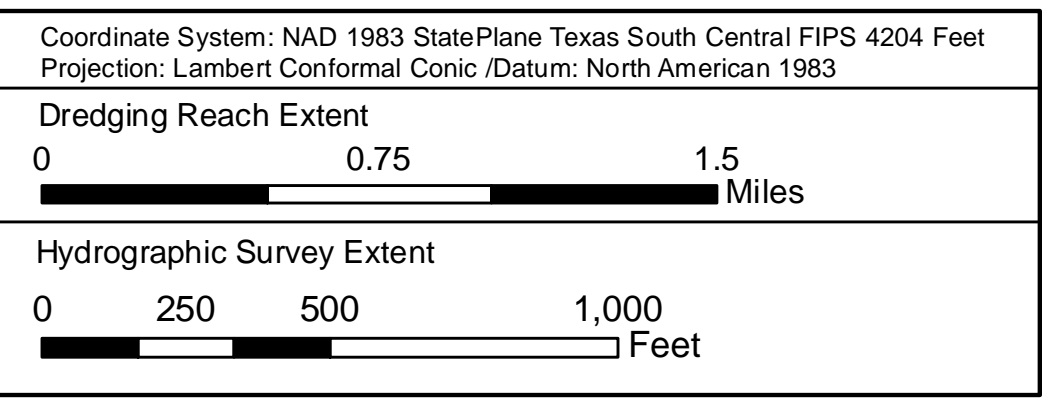 Coordinate System: NAD 1983 StatePlane Texas South Central FIPS 4204 Feet
Projection: Lambert Conformal Conic /Datum: North American 1983
Dredging Reach Extent
0 0.75 1.5
Miles
Hydrographic Survey Extent
0 250 500 1,000
Feet